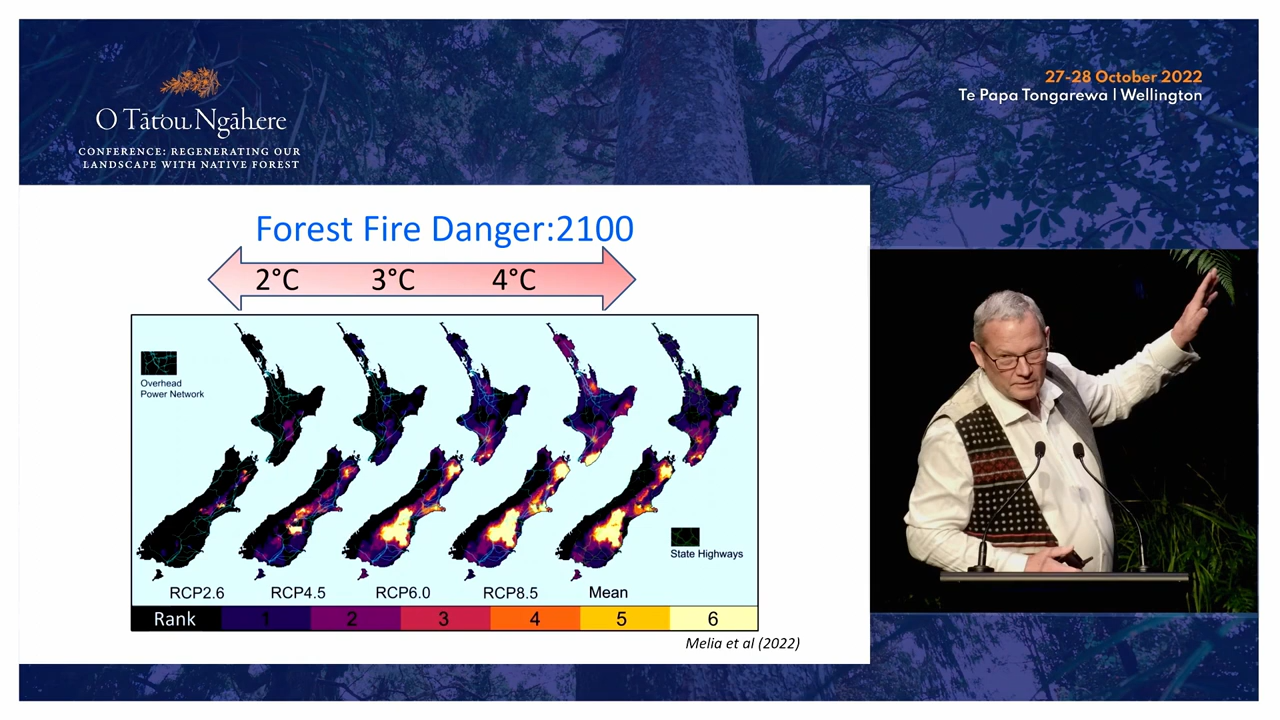 O Tātou Ngāhere
CONFERENCE: REGENERATING OUR
LANDSCAPE WITH NATIVE FOREST
27-28 October 2022
Te Papa Tongarewa | Wellington
Forest Fire Danger:2100
2°C 3°C 4°C
Overhead
Power Network
State Highways
RCP2.6 RCP4.5 RCP6.0 RCP8.5 Mean
Rank 1 2 3 4 5 6
Melia et al (2022)